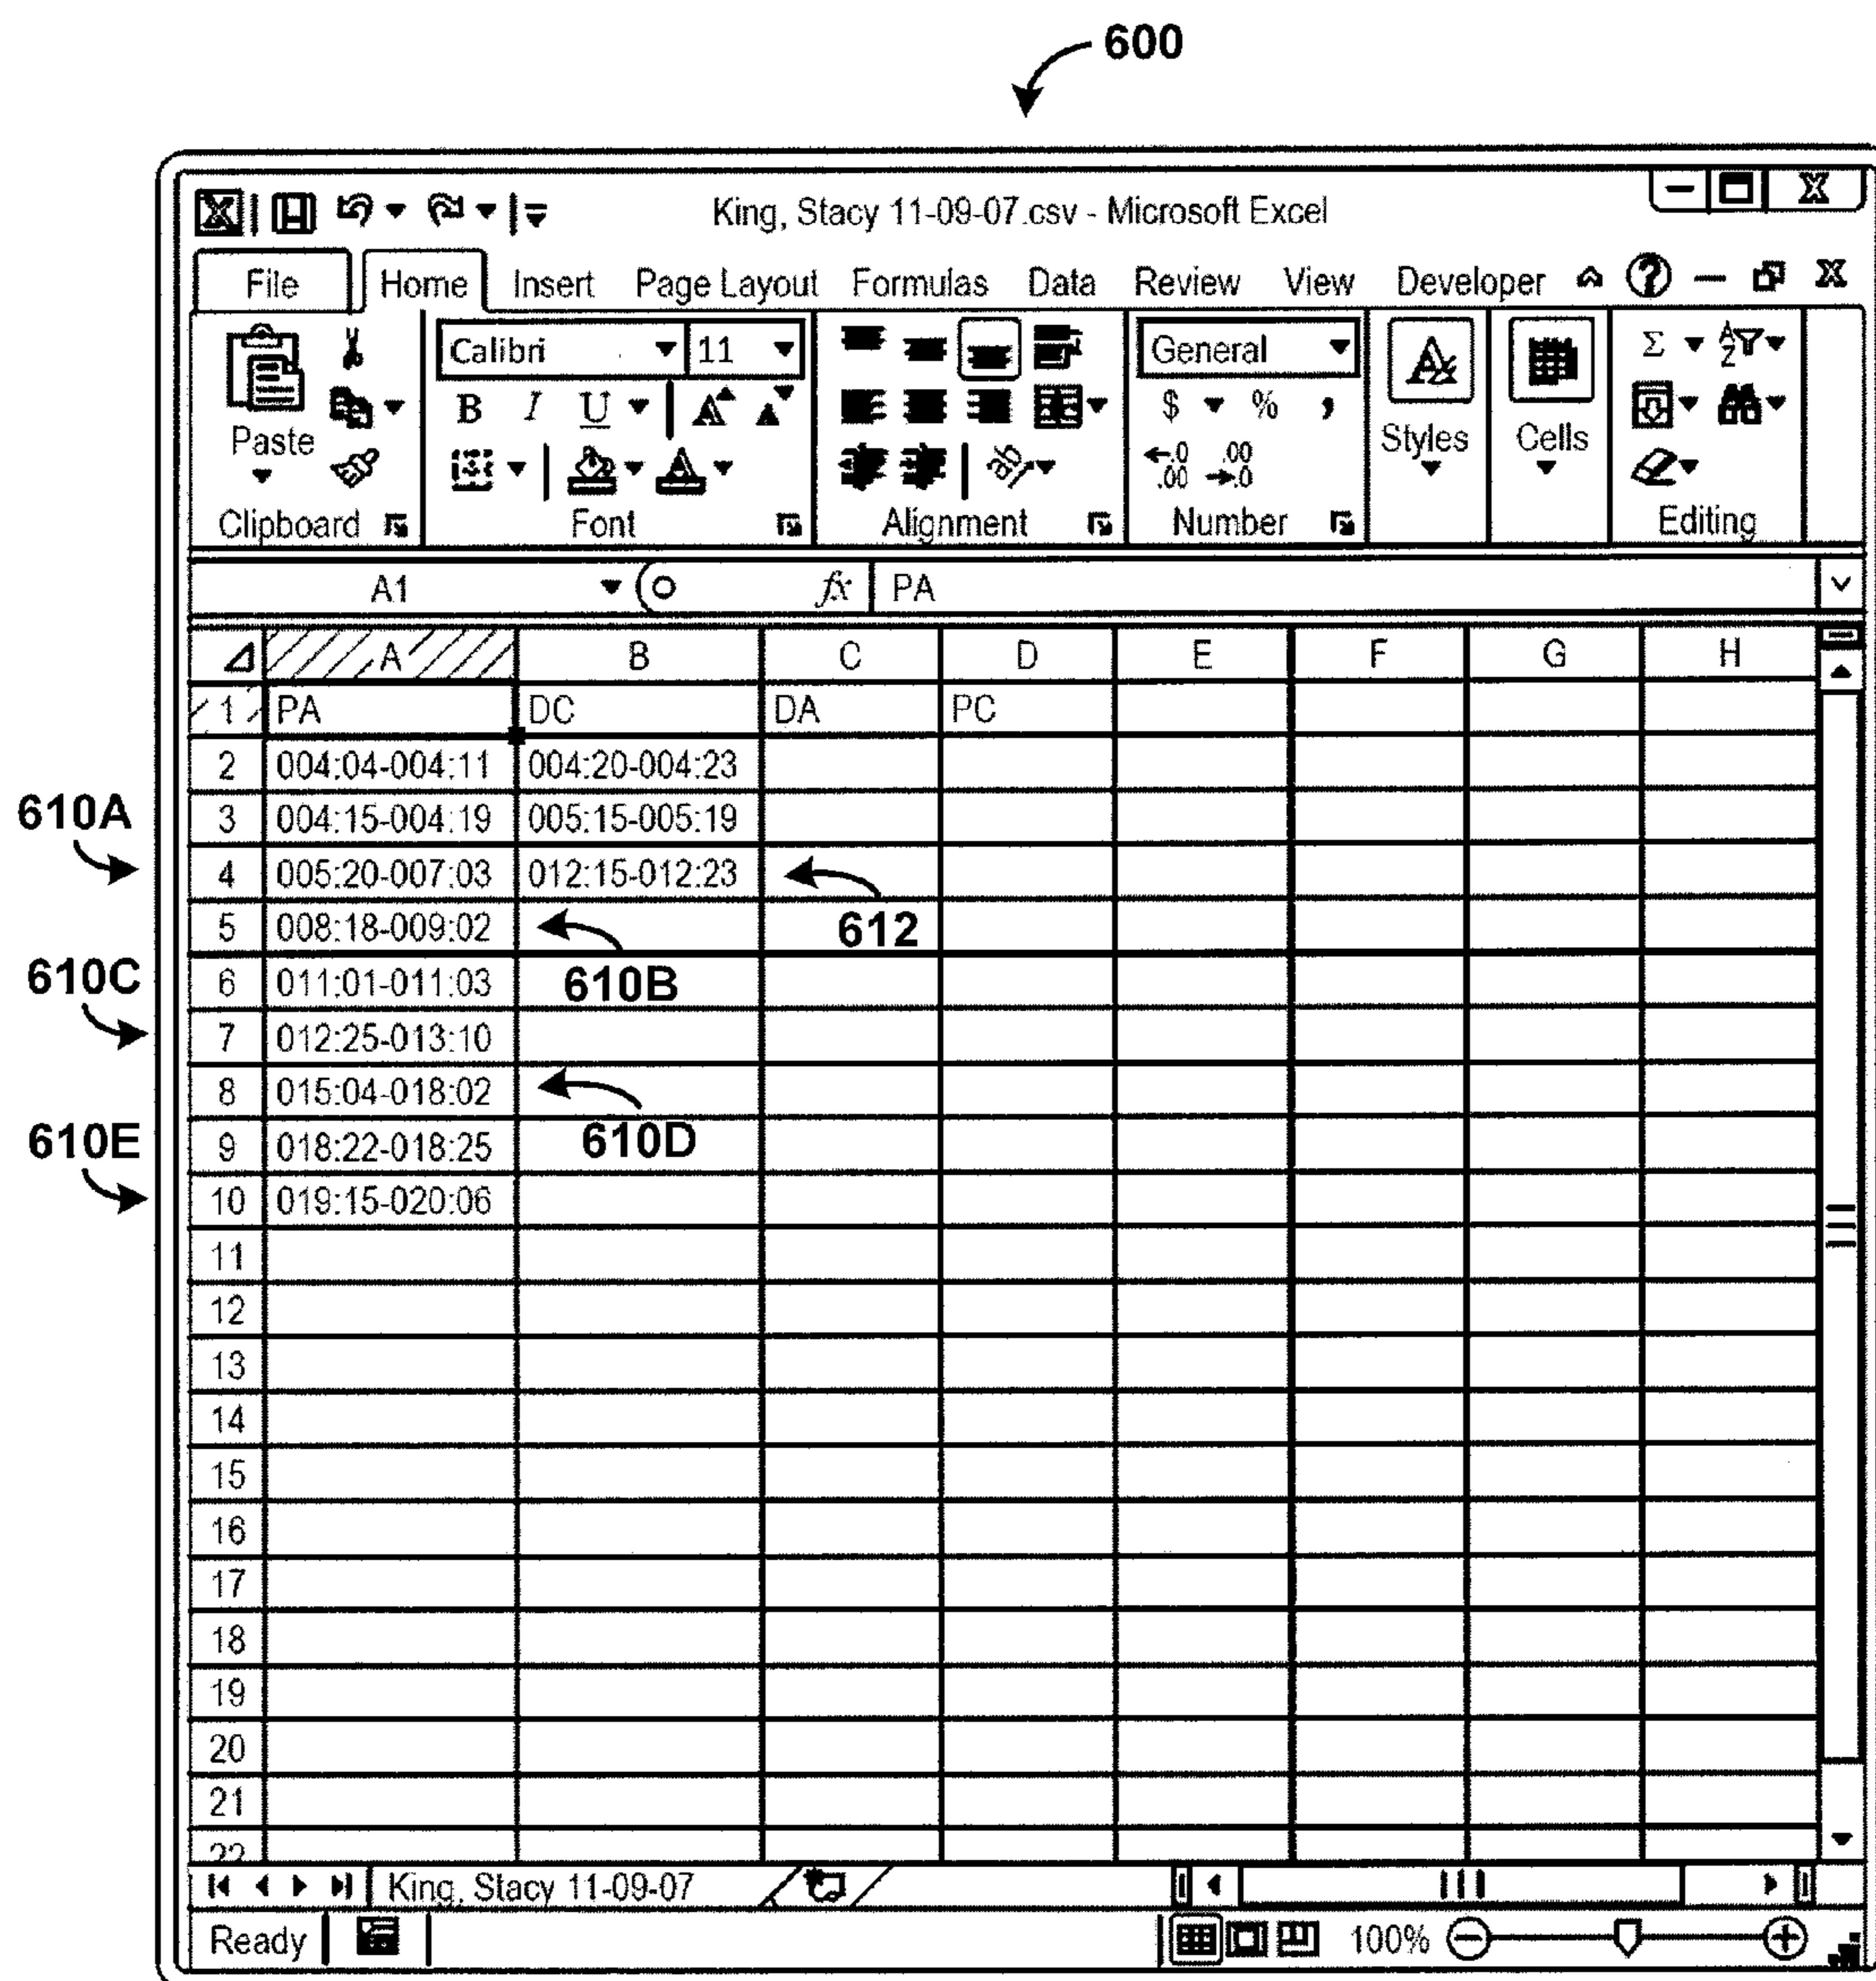 600
King, Stacy 11-09-07.csv - Microsoft Excel
File Home Insert Page Layout Formulas Data Review View Developer
Calibri 11 General
B I U $ % ,
Paste Styles Cells
ab .0 .00
.00 .0
Clipboard Font Alignment Number Editing
A1 fx PA
A B C D E F G H
1 PA DC DA PC
2 004:04-004:11 004:20-004:23
610A 3 004:15-004:19 005:15-005:19
4 005:20-007:03 012:15-012:23
5 008:18-009:02 612
610C 6 011:01-011:03 610B
7 012:25-013:10
8 015:04-018:02
610E 9 018:22-018:25 610D
10 019:15-020:06
11
12
13
14
15
16
17
18
19
20
21
22
King, Stacy 11-09-07
Ready 100%